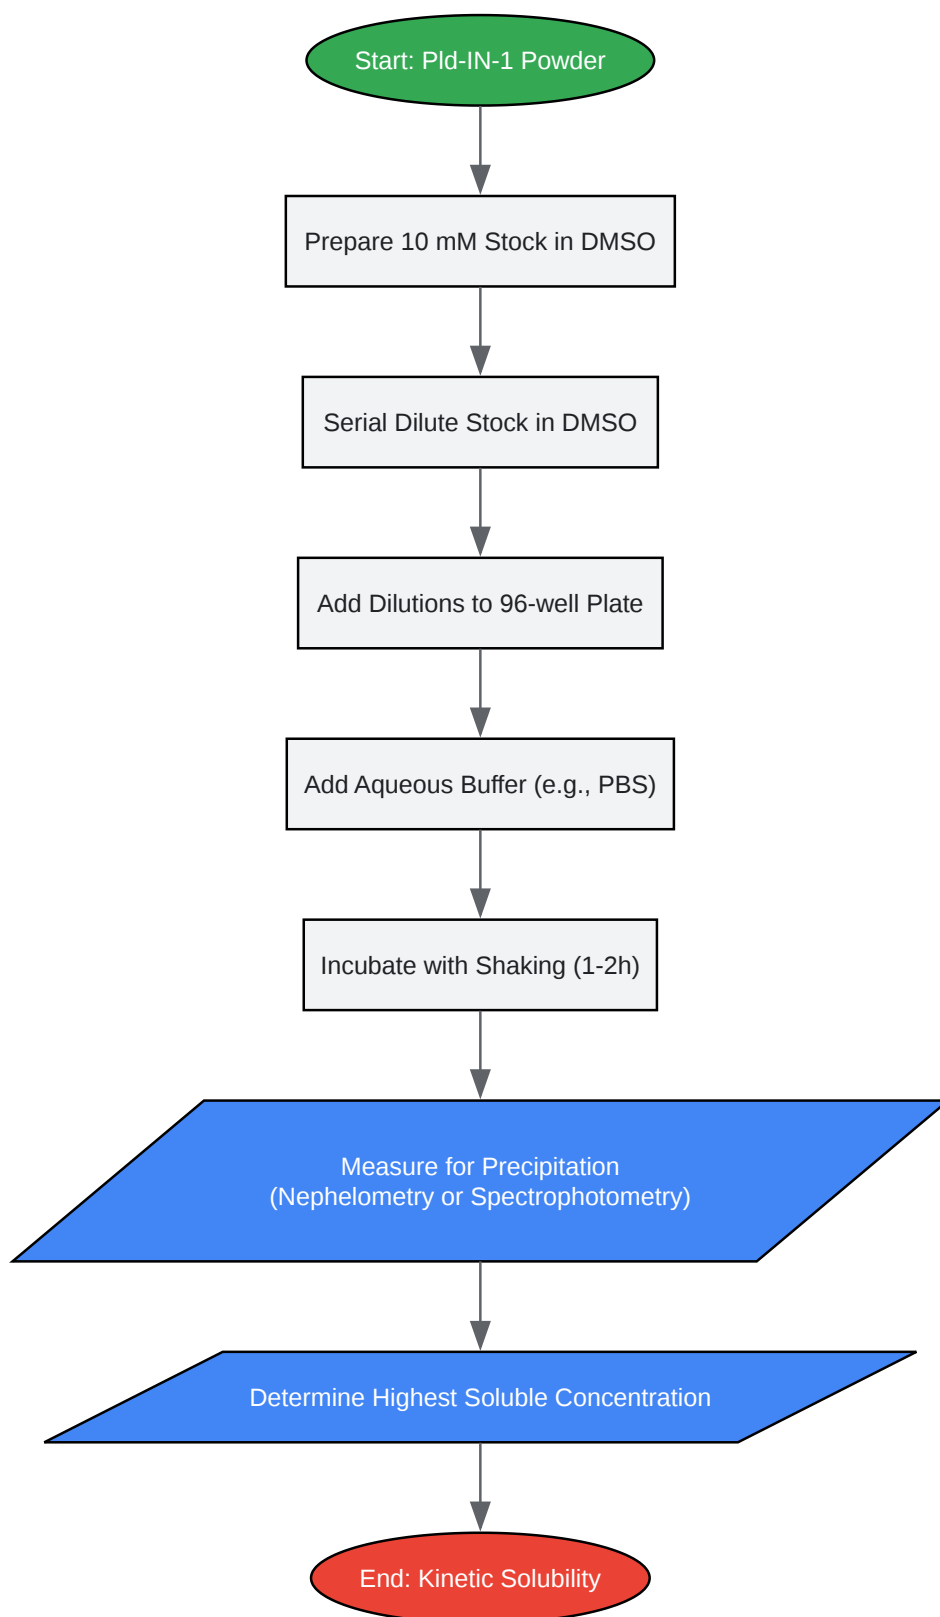 Start: Pld-IN-1 Powder
Prepare 10 mM Stock in DMSO
Serial Dilute Stock in DMSO
Add Dilutions to 96-well Plate
Add Aqueous Buffer (e.g., PBS)
Incubate with Shaking (1-2h)
Measure for Precipitation
(Nephelometry or Spectrophotometry)
Determine Highest Soluble Concentration
End: Kinetic Solubility